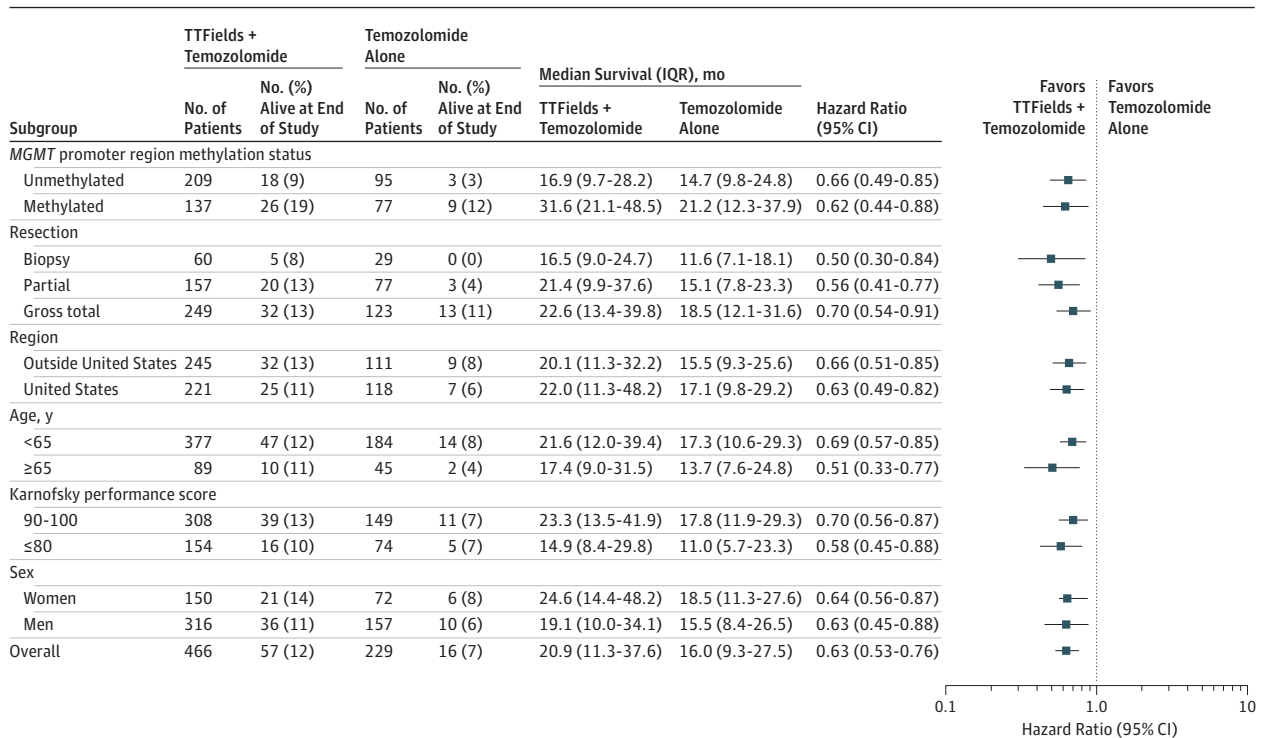 TTFields + Temozolomide
Temozolomide Alone
Median Survival (IQR), mo
Favors TTFields + Temozolomide
Favors Temozolomide Alone
Subgroup No. of Patients No. (%) Alive at End of Study No. of Patients No. (%) Alive at End of Study TTFields + Temozolomide Temozolomide Alone Hazard Ratio (95% CI)
MGMT promoter region methylation status
Unmethylated 209 18 (9) 95 3 (3) 16.9 (9.7-28.2) 14.7 (9.8-24.8) 0.66 (0.49-0.85)
Methylated 137 26 (19) 77 9 (12) 31.6 (21.1-48.5) 21.2 (12.3-37.9) 0.62 (0.44-0.88)
Resection
Biopsy 60 5 (8) 29 0 (0) 16.5 (9.0-24.7) 11.6 (7.1-18.1) 0.50 (0.30-0.84)
Partial 157 20 (13) 77 3 (4) 21.4 (9.9-37.6) 15.1 (7.8-23.3) 0.56 (0.41-0.77)
Gross total 249 32 (13) 123 13 (11) 22.6 (13.4-39.8) 18.5 (12.1-31.6) 0.70 (0.54-0.91)
Region
Outside United States 245 32 (13) 111 9 (8) 20.1 (11.3-32.2) 15.5 (9.3-25.6) 0.66 (0.51-0.85)
United States 221 25 (11) 118 7 (6) 22.0 (11.3-48.2) 17.1 (9.8-29.2) 0.63 (0.49-0.82)
Age, y
<65 377 47 (12) 184 14 (8) 21.6 (12.0-39.4) 17.3 (10.6-29.3) 0.69 (0.57-0.85)
≥65 89 10 (11) 45 2 (4) 17.4 (9.0-31.5) 13.7 (7.6-24.8) 0.51 (0.33-0.77)
Karnofsky performance score
90-100 308 39 (13) 149 11 (7) 23.3 (13.5-41.9) 17.8 (11.9-29.3) 0.70 (0.56-0.87)
≤80 154 16 (10) 74 5 (7) 14.9 (8.4-29.8) 11.0 (5.7-23.3) 0.58 (0.45-0.88)
Sex
Women 150 21 (14) 72 6 (8) 24.6 (14.4-48.2) 18.5 (11.3-27.6) 0.64 (0.56-0.87)
Men 316 36 (11) 157 10 (6) 19.1 (10.0-34.1) 15.5 (8.4-26.5) 0.63 (0.45-0.88)
Overall 466 57 (12) 229 16 (7) 20.9 (11.3-37.6) 16.0 (9.3-27.5) 0.63 (0.53-0.76)
0.1 1.0 10
Hazard Ratio (95% CI)